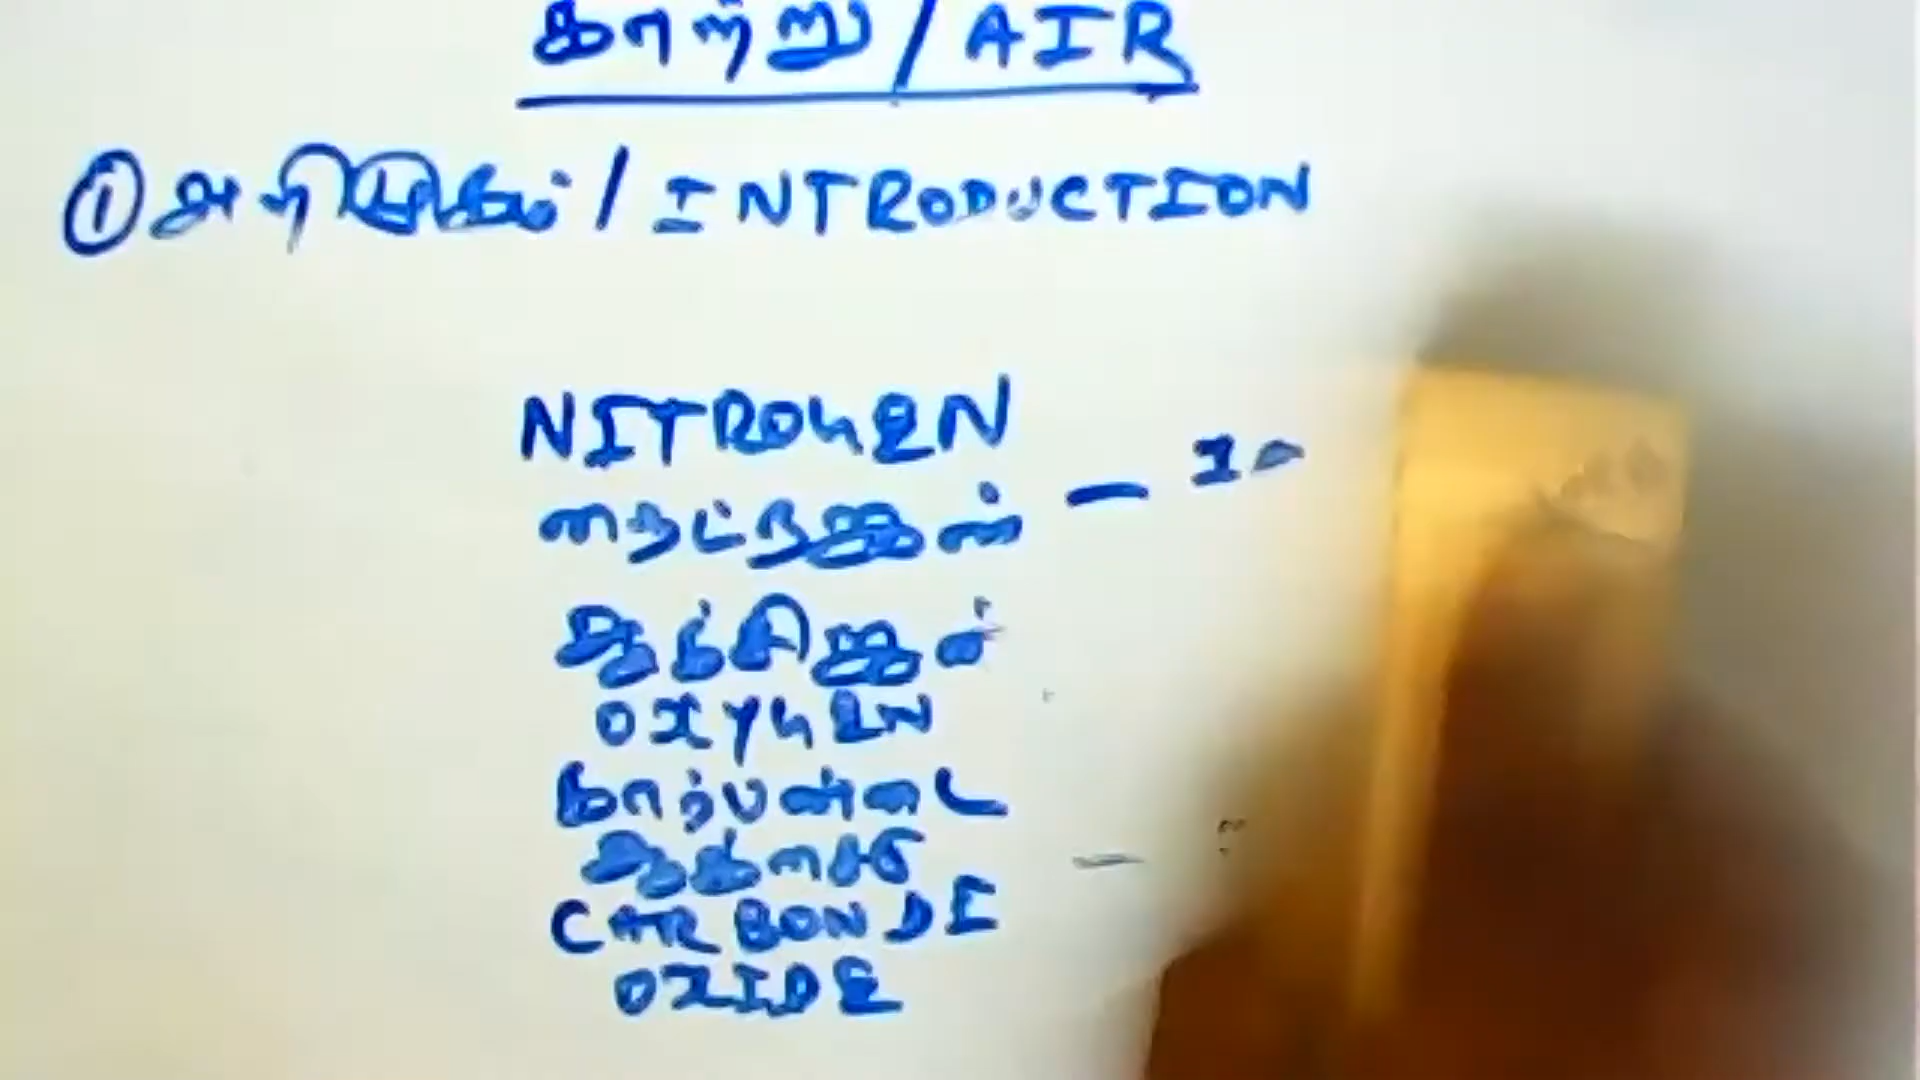 காற்று / AIR
① அறிமுகம் / INTRODUCTION
NITROGEN
நைட்ரஜன் –
ஆக்சிஜன்
OXYGEN
கார்பன்டை
ஆக்சைடு –
CARBON DI
OXIDE